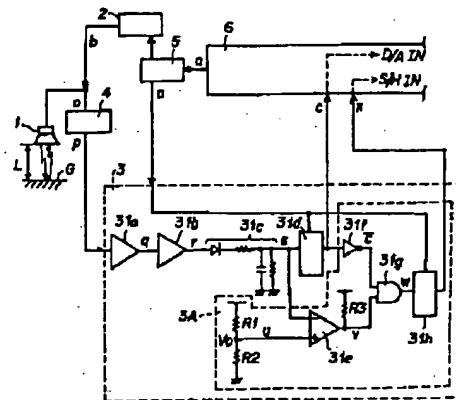 2
6
b
5
a
D/A IN
S/H IN
o
a
1
4
c
x
p
L
G
3
31a
31b
31c
31d
31f
31g
q
r
s
c̄
w
3A
R1
R3
31h
Vo
u
31e
v
R2